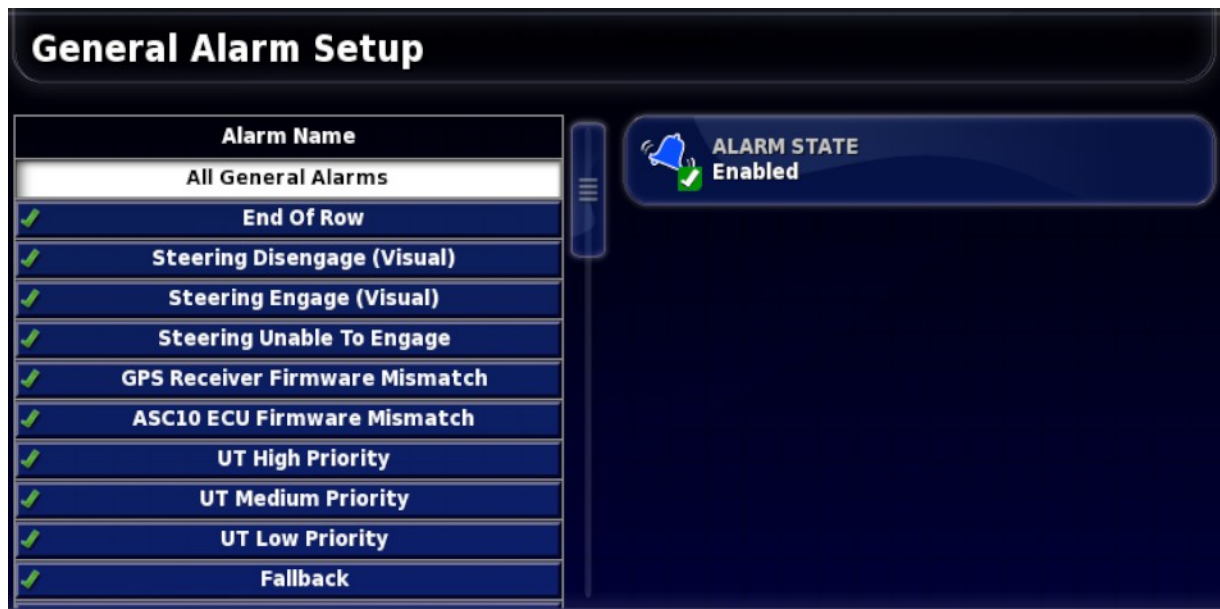 General Alarm Setup
Alarm Name
All General Alarms
End Of Row
Steering Disengage (Visual)
Steering Engage (Visual)
Steering Unable To Engage
GPS Receiver Firmware Mismatch
ASC10 ECU Firmware Mismatch
UT High Priority
UT Medium Priority
UT Low Priority
Fallback
ALARM STATE
Enabled